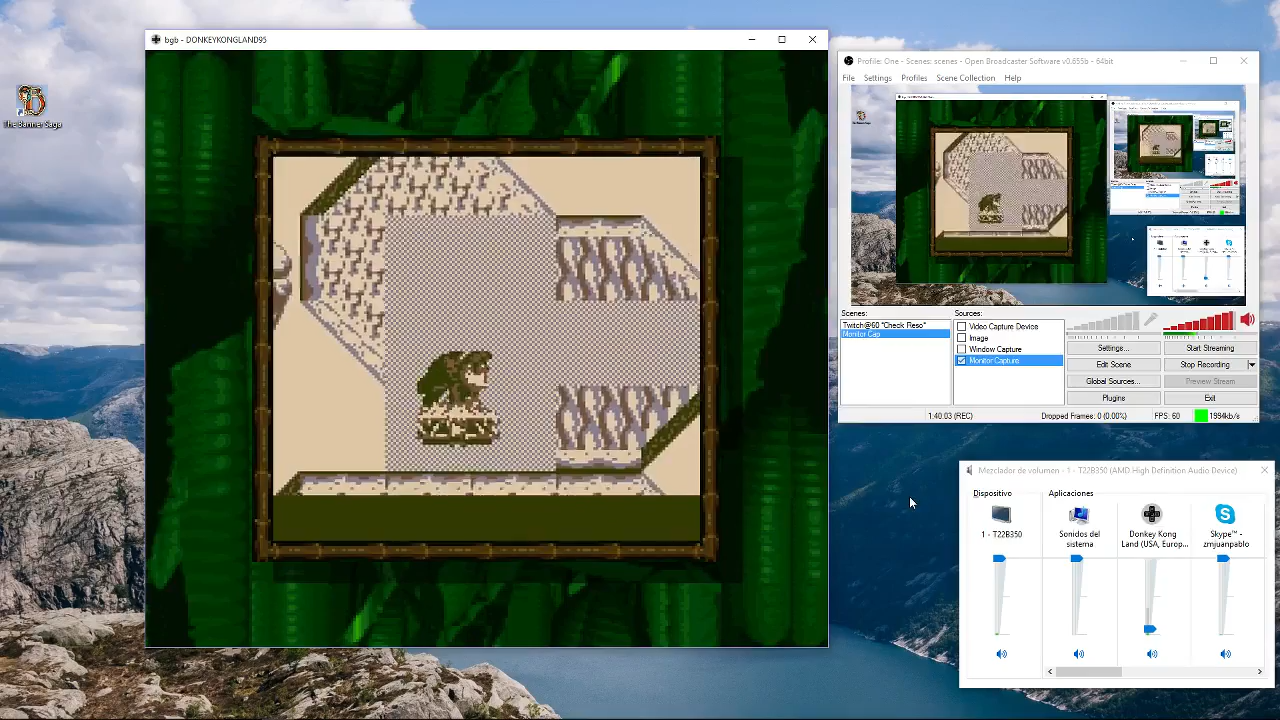 bgb - DONKEYKONGLAND95
The Banner Saga
Profile: One - Scenes: scenes - Open Broadcaster Software v0.655b - 64bit
File Settings Profiles Scene Collection Help
Scenes:
Twitch@60 "Check Reso"
Monitor Cap
Sources:
Video Capture Device
Image
Window Capture
Monitor Capture
Settings...
Start Streaming
Edit Scene
Stop Recording
Global Sources...
Preview Stream
Plugins
Exit
1:40:03 (REC)
Dropped Frames: 0 (0.00%)
FPS: 60
1994kb/s
Mezclador de volumen - 1 - T22B350 (AMD High Definition Audio Device)
Dispositivo
Aplicaciones
1 - T22B350
Sonidos del
sistema
Donkey Kong
Land (USA, Europ...
Skype™ -
zmjuanpablo